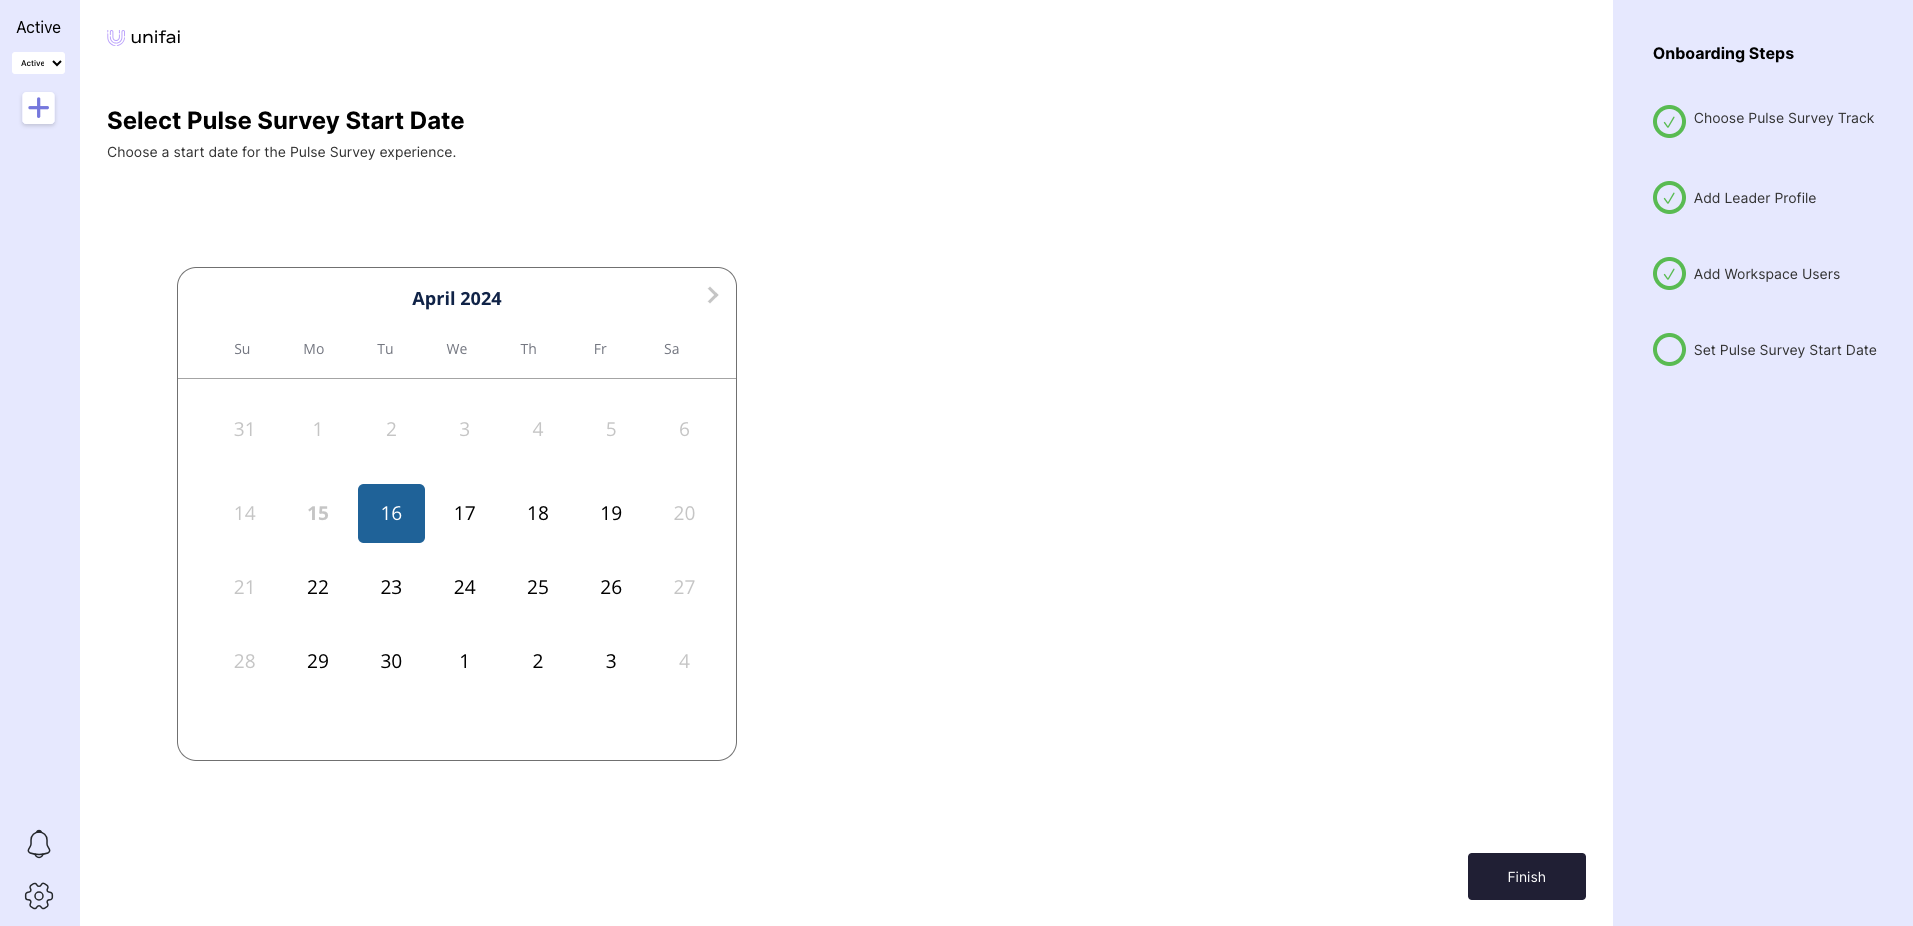 Active
Active
unifai
Select Pulse Survey Start Date
Choose a start date for the Pulse Survey experience.
April 2024
Su Mo Tu We Th Fr Sa
31 1 2 3 4 5 6
14 15 16 17 18 19 20
21 22 23 24 25 26 27
28 29 30 1 2 3 4
Finish
Onboarding Steps
Choose Pulse Survey Track
Add Leader Profile
Add Workspace Users
Set Pulse Survey Start Date